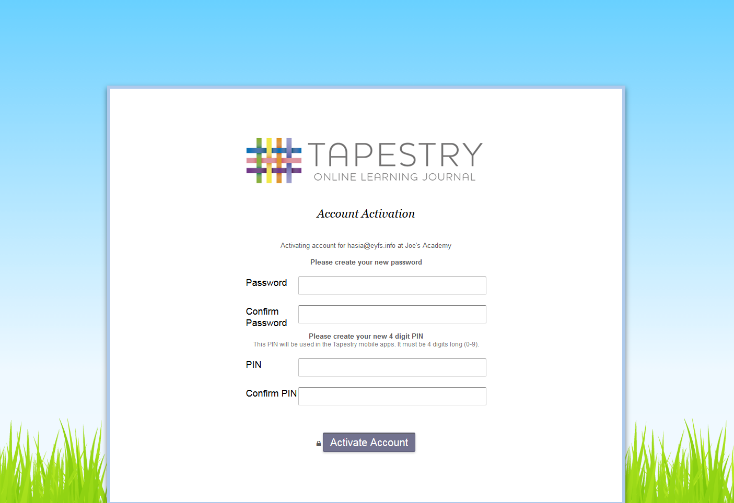 TAPESTRY
ONLINE LEARNING JOURNAL
Account Activation
Activating account for hasia@eyfs.info at Joe's Academy
Please create your new password
Password
Confirm
Password
Please create your new 4 digit PIN
This PIN will be used in the Tapestry mobile apps. It must be 4 digits long (0-9).
PIN
Confirm PIN
Activate Account